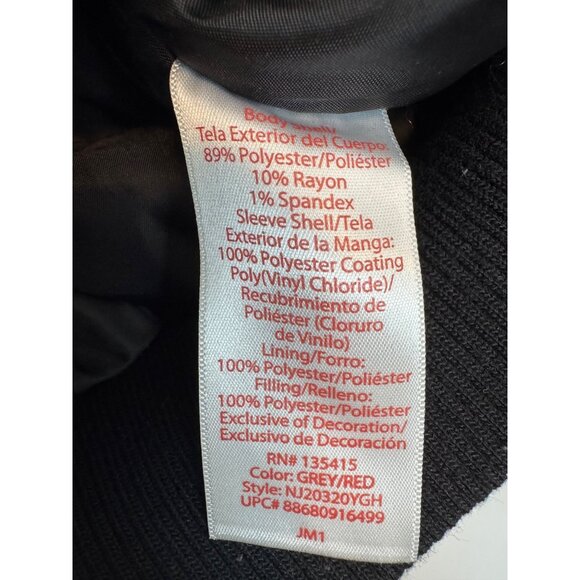 Body Shell/
Tela Exterior del Cuerpo:
89% Polyester/Poliéster
10% Rayon
1% Spandex
Sleeve Shell/Tela
Exterior de la Manga:
100% Polyester Coating
Poly(Vinyl Chloride)/
Recubrimiento de
Poliéster (Cloruro
de Vinilo)
Lining/Forro:
100% Polyester/Poliéster
Filling/Relleno:
100% Polyester/Poliéster
Exclusive of Decoration/
Exclusivo de Decoración
RN# 135415
Color: GREY/RED
Style: NJ20320YGH
UPC# 88680916499
JM1